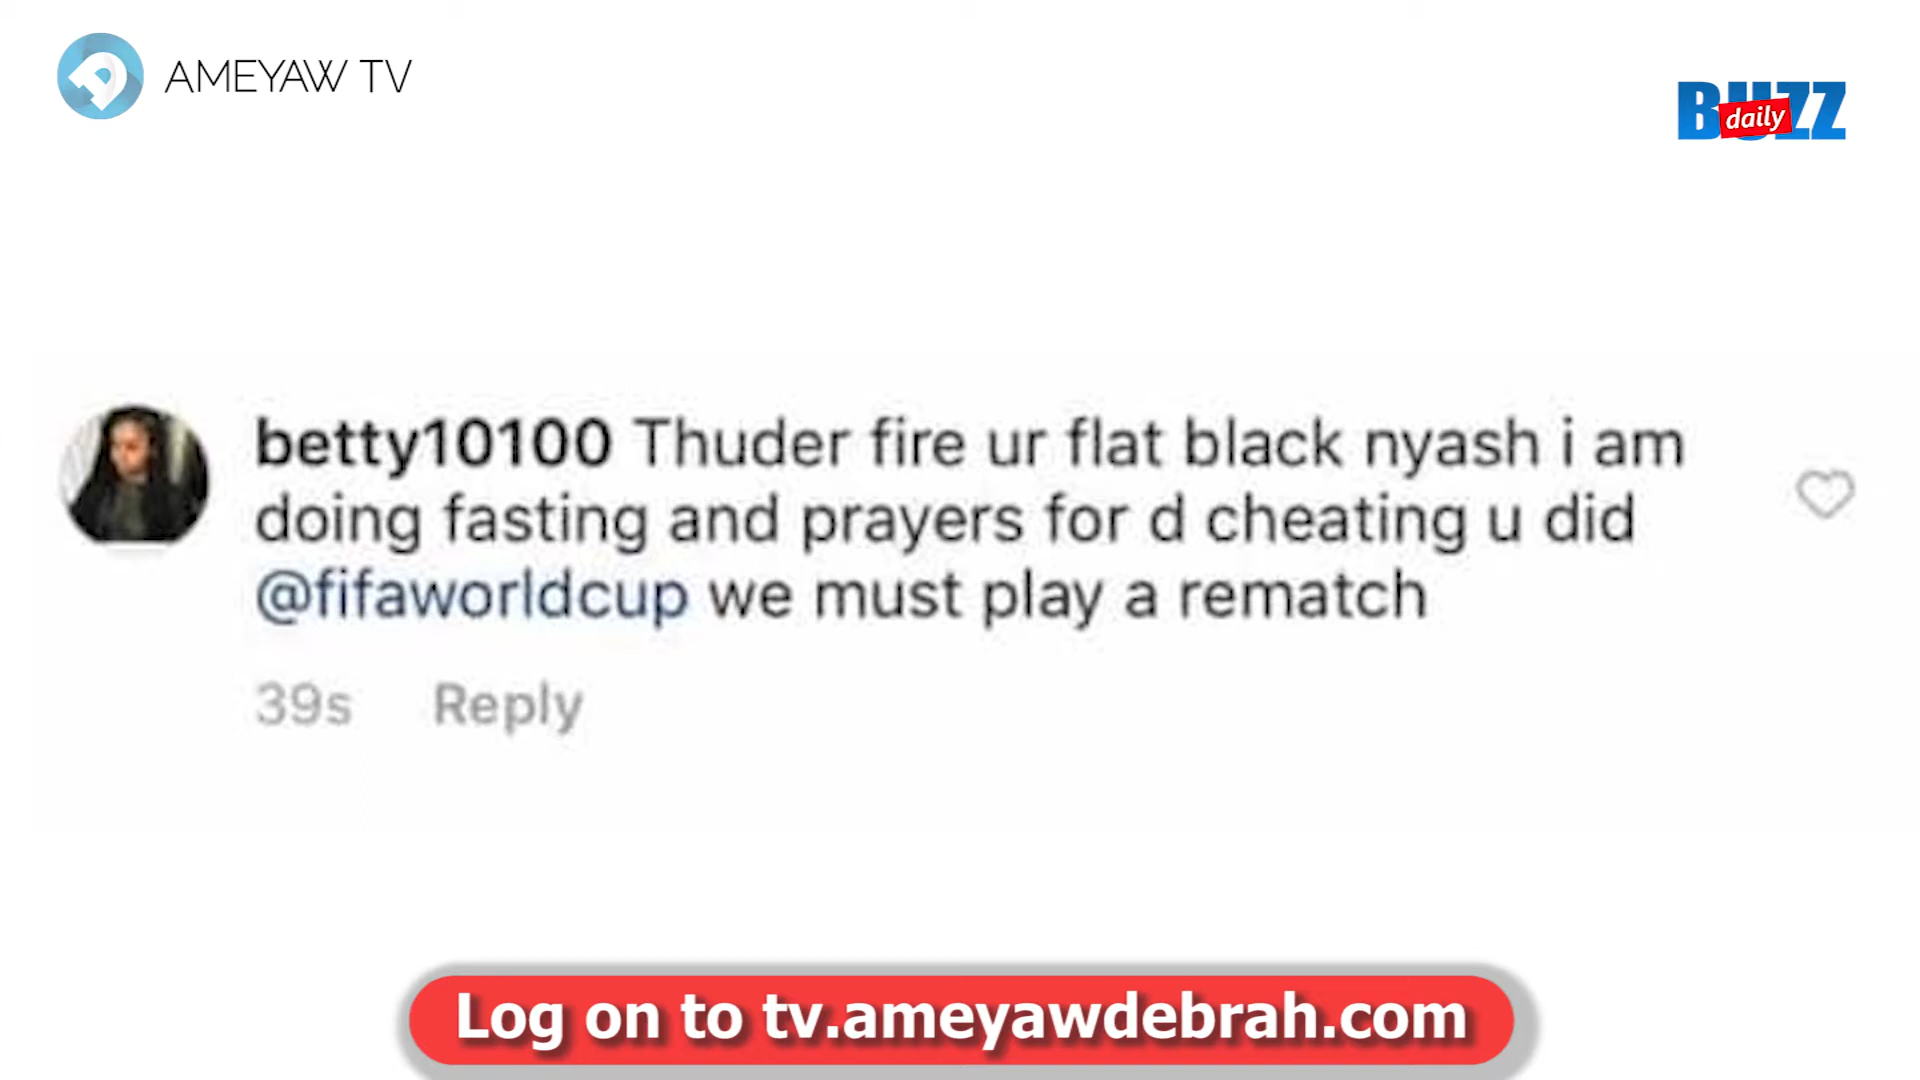 AMEYAW TV
BUZZ
daily
betty10100 Thuder fire ur flat black nyash i am
doing fasting and prayers for d cheating u did
@fifaworldcup we must play a rematch
39s Reply
Log on to tv.ameyawdebrah.com